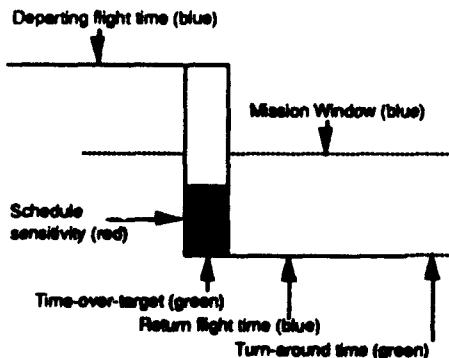 Departing flight time (blue)
Mission Window (blue)
Schedule
sensitivity (red)
Time-over-target (green)
Return flight time (blue)
Turn-around time (green)